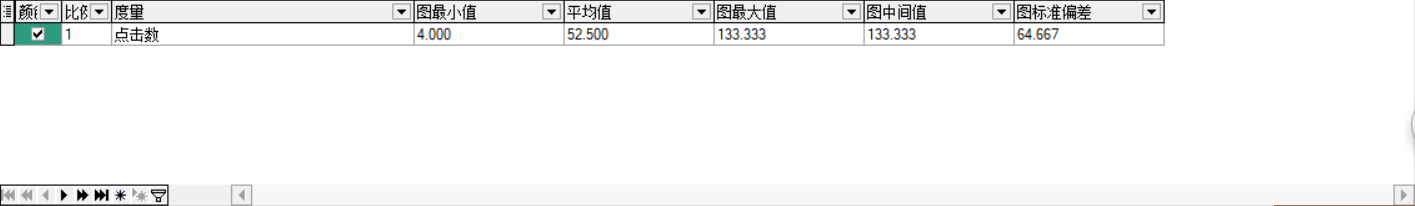 颜 比例 度量 图最小值 平均值 图最大值 图中间值 图标准偏差
1 点击数 4.000 52.500 133.333 133.333 64.667